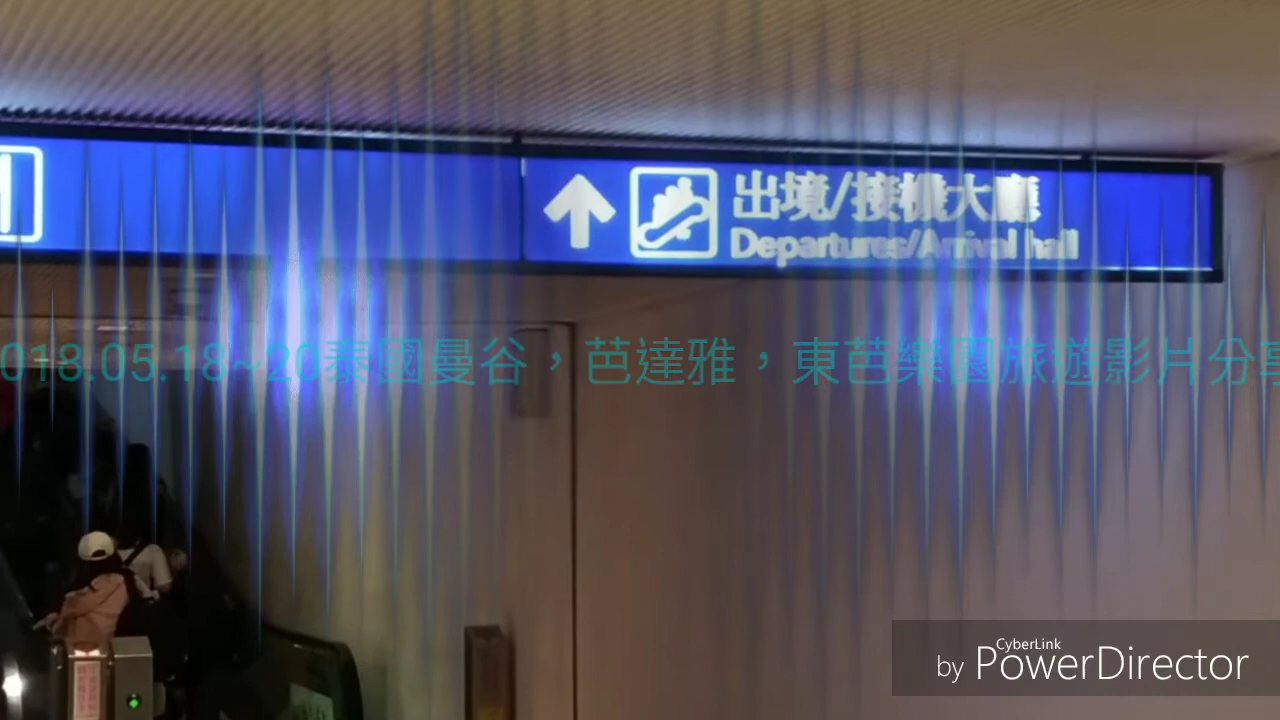 出境/接機大廳
Departures/Arrival hall
018.05.18~20泰國曼谷，芭達雅，東芭樂園旅遊影片分享
CyberLink
by PowerDirector